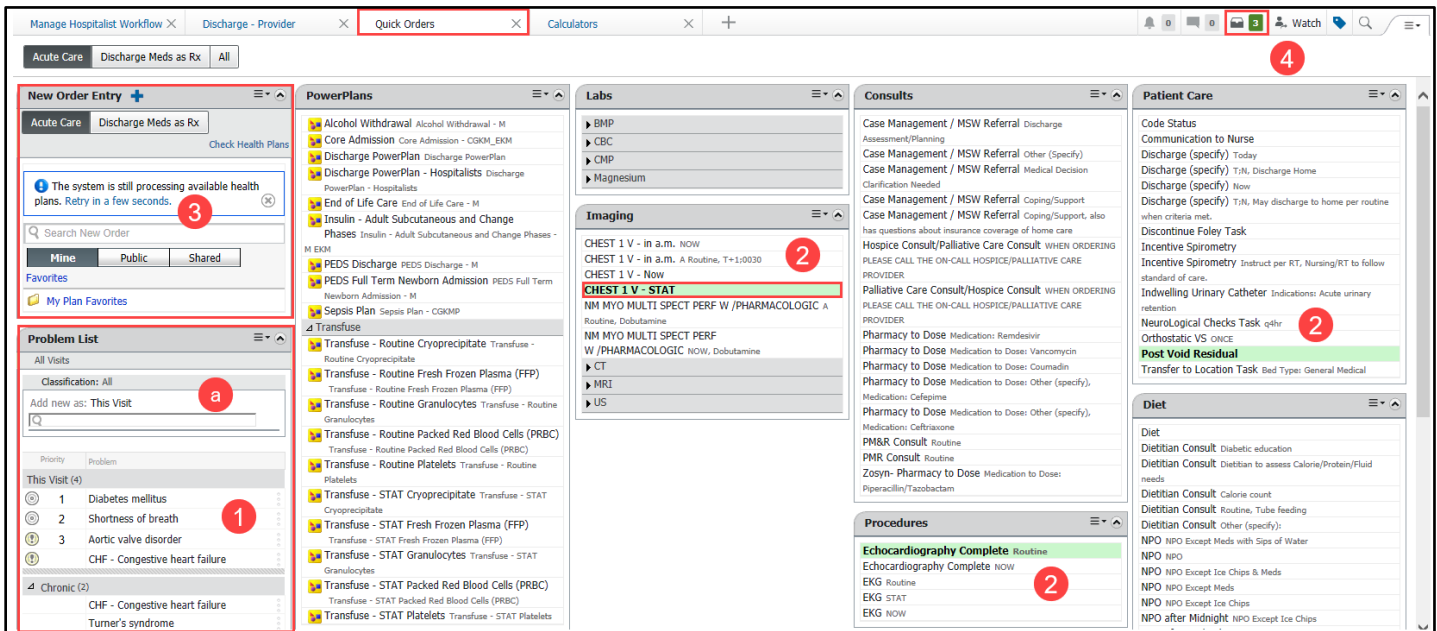 Manage Hospitalist Workflow
Discharge - Provider
Quick Orders
Calculators
0
0
3
Watch
4
Acute Care
Discharge Meds as Rx
All
New Order Entry
Acute Care
Discharge Meds as Rx
Check Health Plans
The system is still processing available health
plans. Retry in a few seconds.
3
Search New Order
Mine
Public
Shared
Favorites
My Plan Favorites
Problem List
All Visits
Classification: All
a
Add new as: This Visit
Priority
Problem
This Visit (4)
1 Diabetes mellitus
2 Shortness of breath
1
3 Aortic valve disorder
CHF - Congestive heart failure
Chronic (2)
CHF - Congestive heart failure
Turner's syndrome
PowerPlans
Alcohol Withdrawal Alcohol Withdrawal - M
Core Admission Core Admission - CGKM_EKM
Discharge PowerPlan Discharge PowerPlan
Discharge PowerPlan - Hospitalists Discharge
PowerPlan - Hospitalists
End of Life Care End of Life Care - M
Insulin - Adult Subcutaneous and Change
Phases Insulin - Adult Subcutaneous and Change Phases -
M EKM
PEDS Discharge PEDS Discharge - M
PEDS Full Term Newborn Admission PEDS Full Term
Newborn Admission - M
Sepsis Plan Sepsis Plan - CGKMP
Transfuse
Transfuse - Routine Cryoprecipitate Transfuse -
Routine Cryoprecipitate
Transfuse - Routine Fresh Frozen Plasma (FFP)
Transfuse - Routine Fresh Frozen Plasma (FFP)
Transfuse - Routine Granulocytes Transfuse - Routine
Granulocytes
Transfuse - Routine Packed Red Blood Cells (PRBC)
Transfuse - Routine Packed Red Blood Cells (PRBC)
Transfuse - Routine Platelets Transfuse - Routine
Platelets
Transfuse - STAT Cryoprecipitate Transfuse - STAT
Cryoprecipitate
Transfuse - STAT Fresh Frozen Plasma (FFP)
Transfuse - STAT Fresh Frozen Plasma (FFP)
Transfuse - STAT Granulocytes Transfuse - STAT
Granulocytes
Transfuse - STAT Packed Red Blood Cells (PRBC)
Transfuse - STAT Packed Red Blood Cells (PRBC)
Transfuse - STAT Platelets Transfuse - STAT Platelets
Labs
BMP
CBC
CMP
Magnesium
Imaging
CHEST 1 V - in a.m. NOW
CHEST 1 V - in a.m. A Routine, T+1;0030
2
CHEST 1 V - Now
CHEST 1 V - STAT
NM MYO MULTI SPECT PERF W /PHARMACOLOGIC A
Routine, Dobutamine
NM MYO MULTI SPECT PERF
W /PHARMACOLOGIC NOW, Dobutamine
CT
MRI
US
Consults
Case Management / MSW Referral Discharge
Assessment/Planning
Case Management / MSW Referral Other (Specify)
Case Management / MSW Referral Medical Decision
Clarification Needed
Case Management / MSW Referral Coping/Support
Case Management / MSW Referral Coping/Support, also
has questions about insurance coverage of home care
Hospice Consult/Palliative Care Consult WHEN ORDERING
PLEASE CALL THE ON-CALL HOSPICE/PALLIATIVE CARE
PROVIDER
Palliative Care Consult/Hospice Consult WHEN ORDERING
PLEASE CALL THE ON-CALL HOSPICE/PALLIATIVE CARE
PROVIDER
Pharmacy to Dose Medication: Remdesivir
Pharmacy to Dose Medication to Dose: Vancomycin
Pharmacy to Dose Medication to Dose: Coumadin
Pharmacy to Dose Medication to Dose: Other (specify),
Medication: Cefepime
Pharmacy to Dose Medication to Dose: Other (specify),
Medication: Ceftriaxone
PM&R Consult Routine
PMR Consult Routine
Zosyn- Pharmacy to Dose Medication to Dose:
Piperacillin/Tazobactam
Procedures
Echocardiography Complete Routine
Echocardiography Complete NOW
EKG Routine
2
EKG STAT
EKG NOW
Patient Care
Code Status
Communication to Nurse
Discharge (specify) Today
Discharge (specify) T;N, Discharge Home
Discharge (specify) Now
Discharge (specify) T;N, May discharge to home per routine
when criteria met.
Discontinue Foley Task
Incentive Spirometry
Incentive Spirometry Instruct per RT, Nursing/RT to follow
standard of care.
Indwelling Urinary Catheter Indications: Acute urinary
retention
NeuroLogical Checks Task q4hr
2
Orthostatic VS ONCE
Post Void Residual
Transfer to Location Task Bed Type: General Medical
Diet
Diet
Dietitian Consult Diabetic education
Dietitian Consult Dietitian to assess Calorie/Protein/Fluid
needs
Dietitian Consult Calorie count
Dietitian Consult Routine, Tube feeding
Dietitian Consult Other (specify):
NPO NPO Except Meds with Sips of Water
NPO NPO
NPO NPO Except Ice Chips & Meds
NPO NPO Except Meds
NPO NPO Except Ice Chips
NPO after Midnight NPO Except Ice Chips